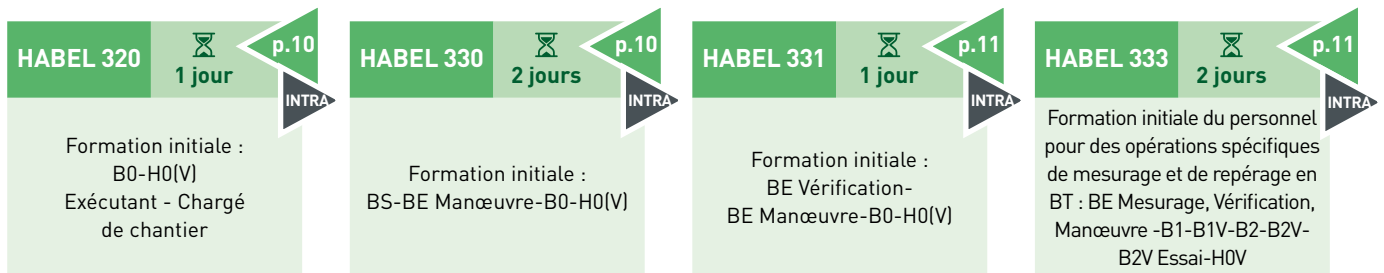 HABEL 320
1 jour
p.10
INTRA
Formation initiale :
B0-H0(V)
Exécutant - Chargé
de chantier
HABEL 330
2 jours
p.10
INTRA
Formation initiale :
BS-BE Manœuvre-B0-H0(V)
HABEL 331
1 jour
p.11
INTRA
Formation initiale :
BE Vérification-
BE Manœuvre-B0-H0(V)
HABEL 333
2 jours
p.11
INTRA
Formation initiale du personnel
pour des opérations spécifiques
de mesurage et de repérage en
BT : BE Mesurage, Vérification,
Manœuvre -B1-B1V-B2-B2V-
B2V Essai-H0V